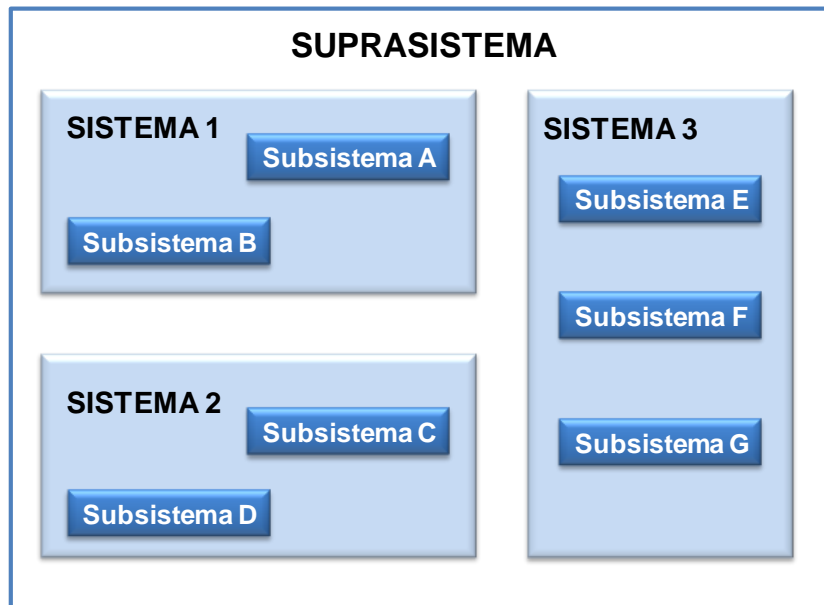 SUPRASISTEMA
SISTEMA 1
Subsistema A
Subsistema B
SISTEMA 2
Subsistema C
Subsistema D
SISTEMA 3
Subsistema E
Subsistema F
Subsistema G